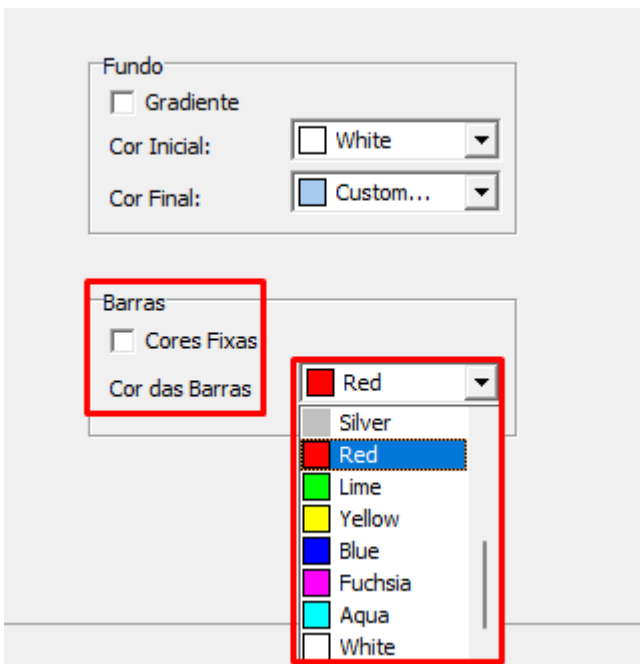 Fundo
Gradiente
Cor Inicial: White
Cor Final: Custom...
Barras
Cores Fixas
Cor das Barras Red
Silver
Red
Lime
Yellow
Blue
Fuchsia
Aqua
White